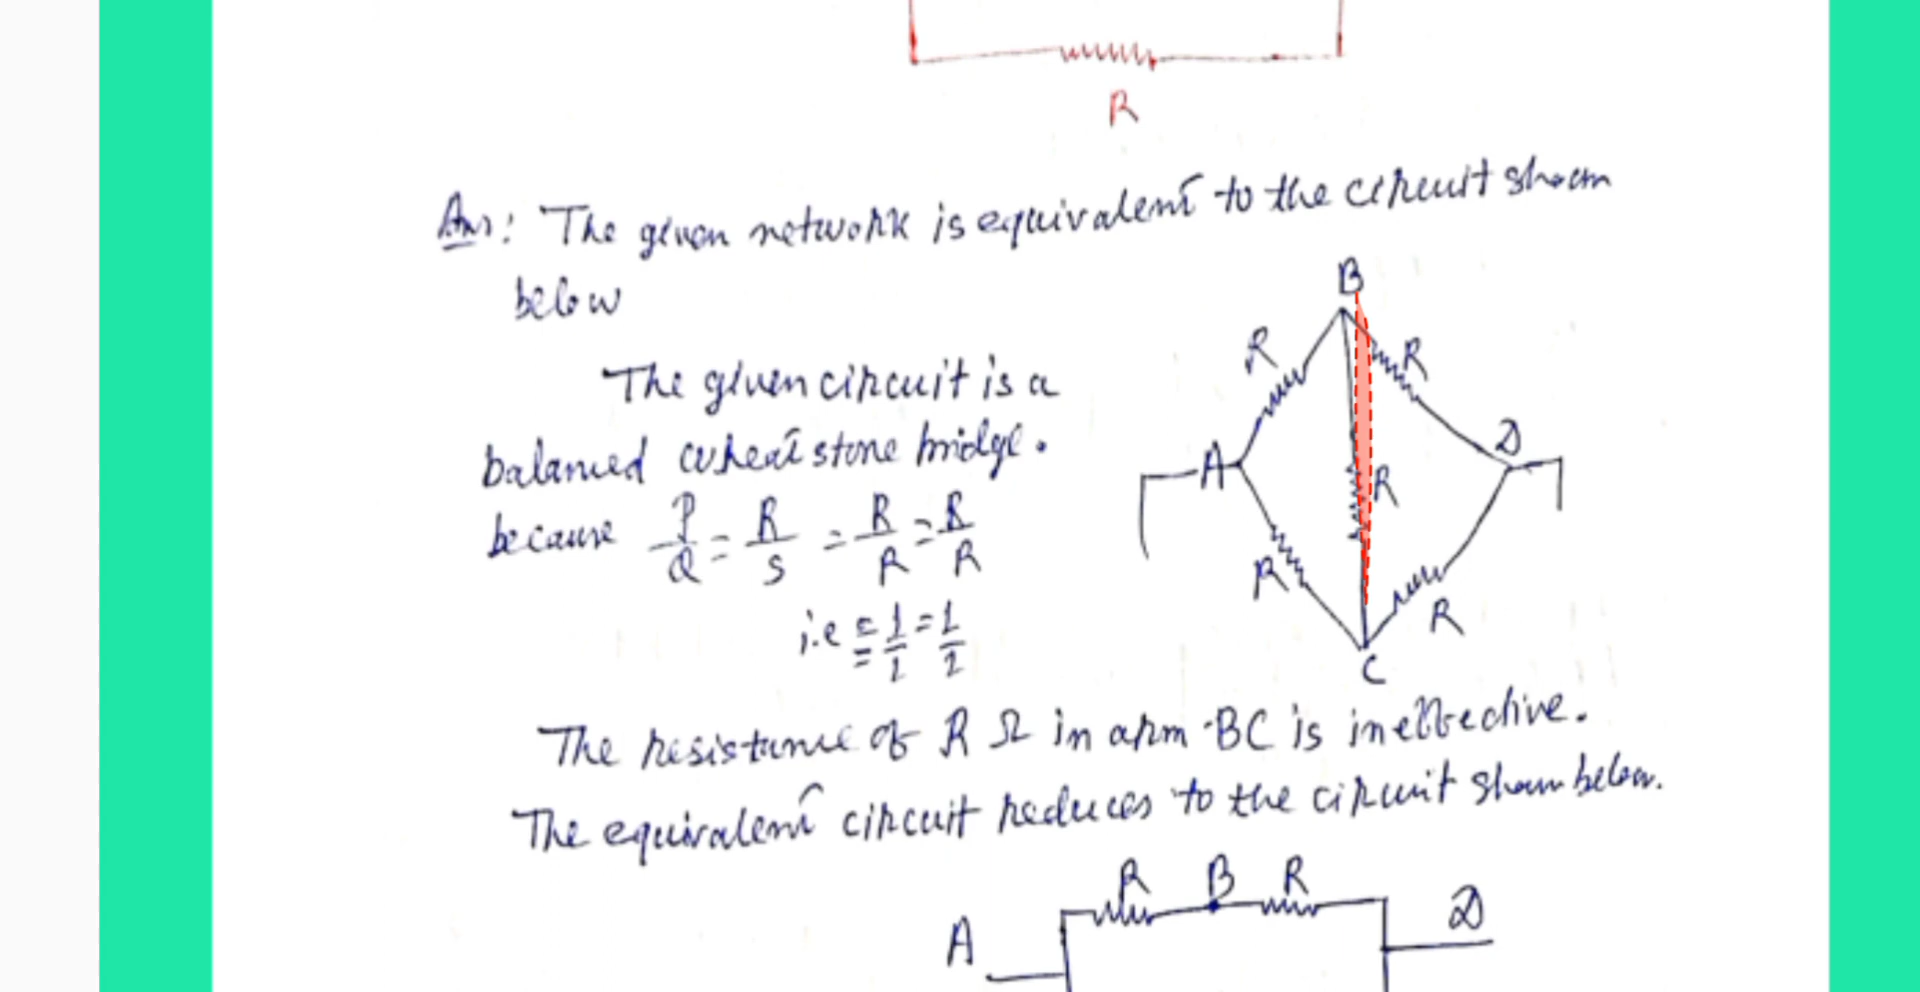 R
Ans: The given network is equivalent to the circuit shown
below
B
The given circuit is a
balanced wheatstone bridge.
because P/Q = R/S = R/R = R/R
i.e = 1/1 = 1/1
R
R
A
D
R
R
R
C
The resistance of R Ω in arm BC is ineffective.
The equivalent circuit reduces to the circuit shown below.
R B R
A
D